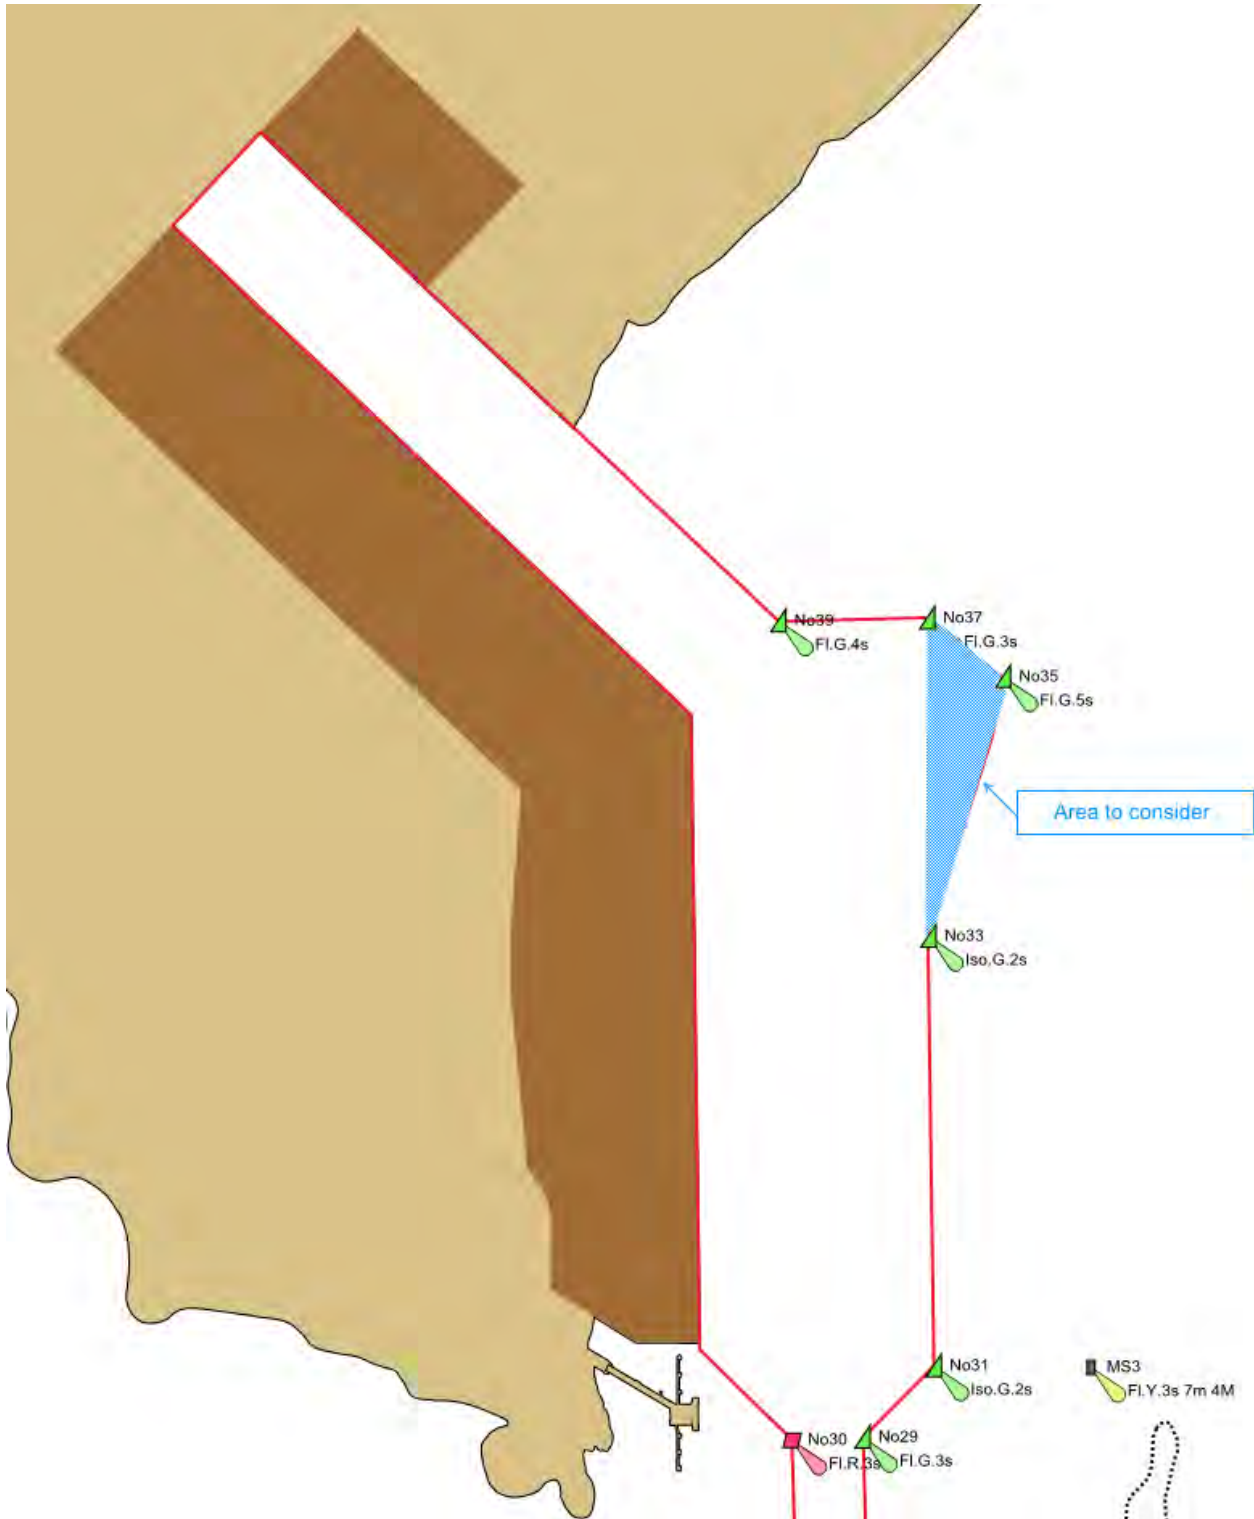 No39
Fl.G.4s
No37
Fl.G.3s
No35
Fl.G.5s
Area to consider
No33
Iso.G.2s
No31
Iso.G.2s
MS3
Fl.Y.3s 7m 4M
No30
Fl.R.3s
No29
Fl.G.3s